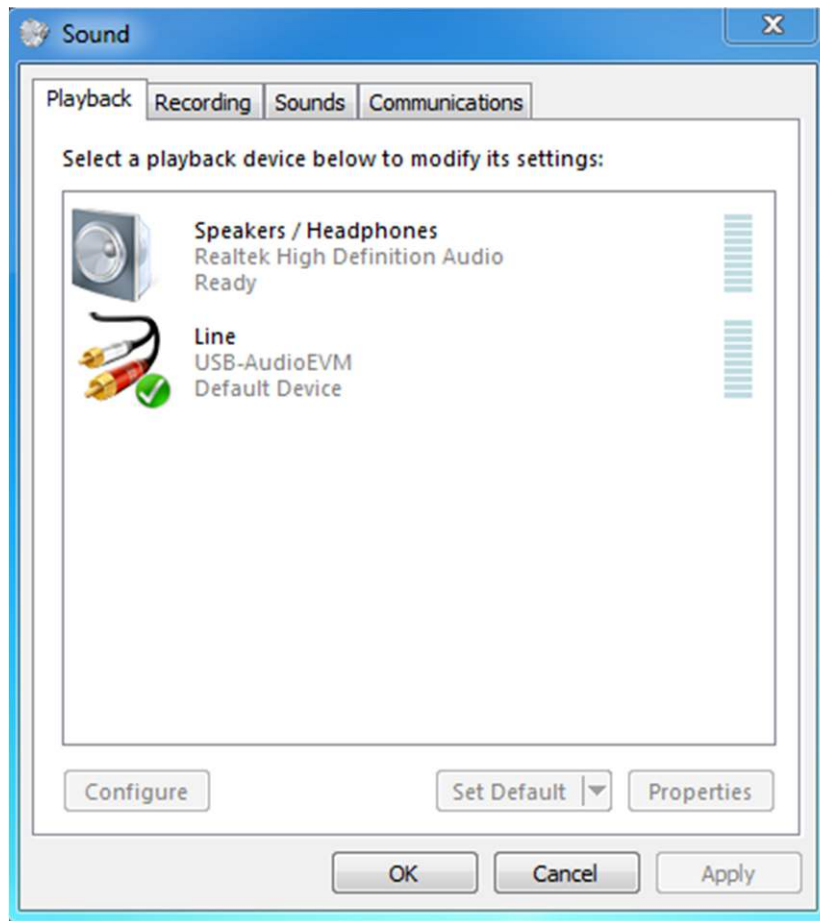 Sound
Playback Recording Sounds Communications
Select a playback device below to modify its settings:
Speakers / Headphones
Realtek High Definition Audio
Ready
Line
USB-AudioEVM
Default Device
Configure Set Default Properties
OK Cancel Apply